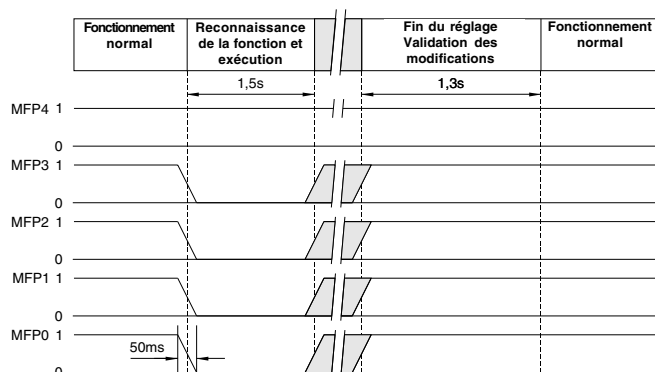 Fonctionnement
normal
Reconnaissance
de la fonction et
exécution
Fin du réglage
Validation des
modifications
Fonctionnement
normal
1,5s
1,3s
MFP4 1
0
MFP3 1
0
MFP2 1
0
MFP1 1
0
MFP0 1
50ms
0